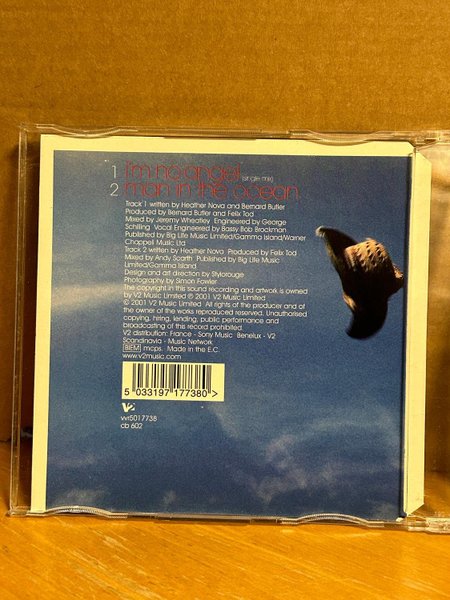 1 i'm no angel (single mix)
2 man in the ocean
Track 1 written by Heather Nova and Bernard Butler
Produced by Bernard Butler and Felix Tod
Mixed by Jeremy Wheatley Engineered by George
Schilling Vocal Engineered by Bassy Bob Brockman
Published by Big Life Music Limited/Gamma Island/Warner
Chappell Music Ltd
Track 2 written by Heather Nova Produced by Felix Tod
Mixed by Andy Scarth Published by Big Life Music
Limited/Gamma Island
Design and art direction by Stylorouge
Photography by Simon Fowler
The copyright in this sound recording and artwork is owned
by V2 Music Limited ℗ 2001 V2 Music Limited
© 2001 V2 Music Limited All rights of the producer and of
the owner of the works reproduced reserved. Unauthorised
copying, hiring, lending, public performance and
broadcasting of this record prohibited.
V2 distribution: France - Sony Music Benelux - V2
Scandinavia - Music Network
BIEM mcps Made in the E.C.
www.v2music.com
5 033197 177380 >
V2
vvr5017738
cb 602